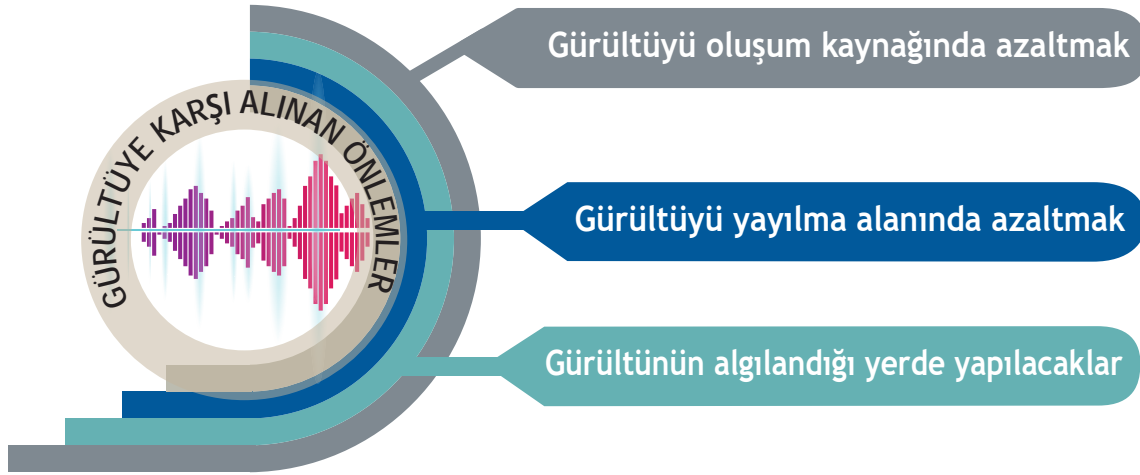 GÜRÜLTÜYE KARŞI ALINAN ÖNLEMLER
Gürültüyü oluşum kaynağında azaltmak
Gürültüyü yayılma alanında azaltmak
Gürültünün algılandığı yerde yapılacaklar